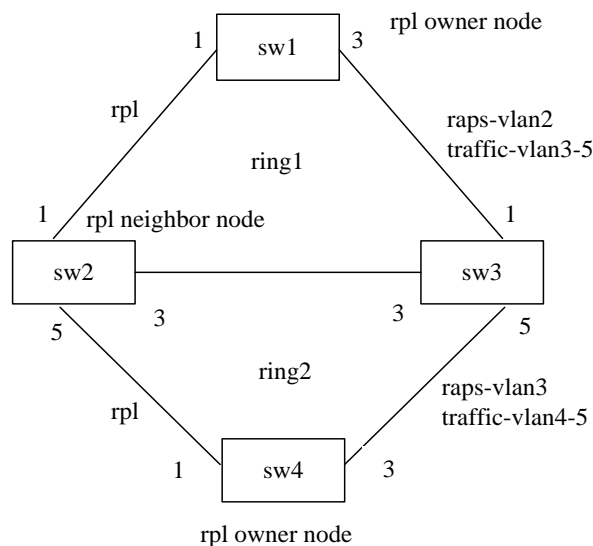 rpl owner node
1
sw1
3
rpl
raps-vlan2
traffic-vlan3-5
ring1
1
rpl neighbor node
1
sw2
sw3
5
3
3
5
ring2
rpl
raps-vlan3
traffic-vlan4-5
1
sw4
3
rpl owner node